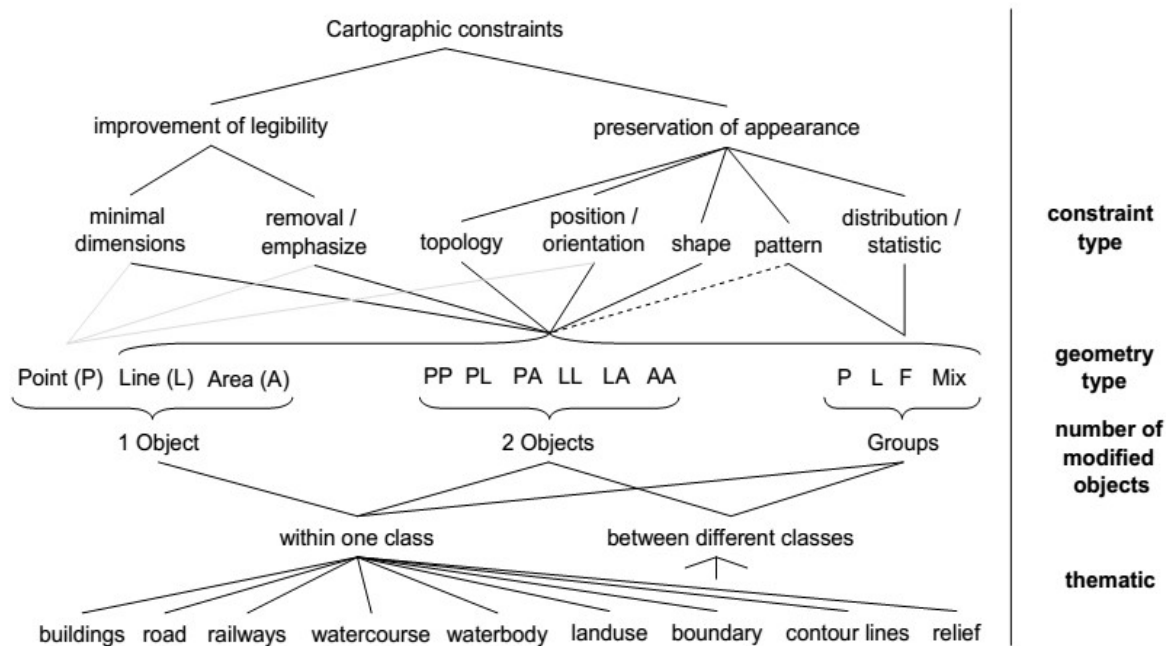 Cartographic constraints
improvement of legibility
preservation of appearance
minimal
dimensions
removal /
emphasize
topology
position /
orientation
shape
pattern
distribution /
statistic
constraint
type
Point (P) Line (L) Area (A)
PP PL PA LL LA AA
P L F Mix
geometry
type
1 Object
2 Objects
Groups
number of
modified
objects
within one class
between different classes
thematic
buildings road railways watercourse waterbody landuse boundary contour lines relief